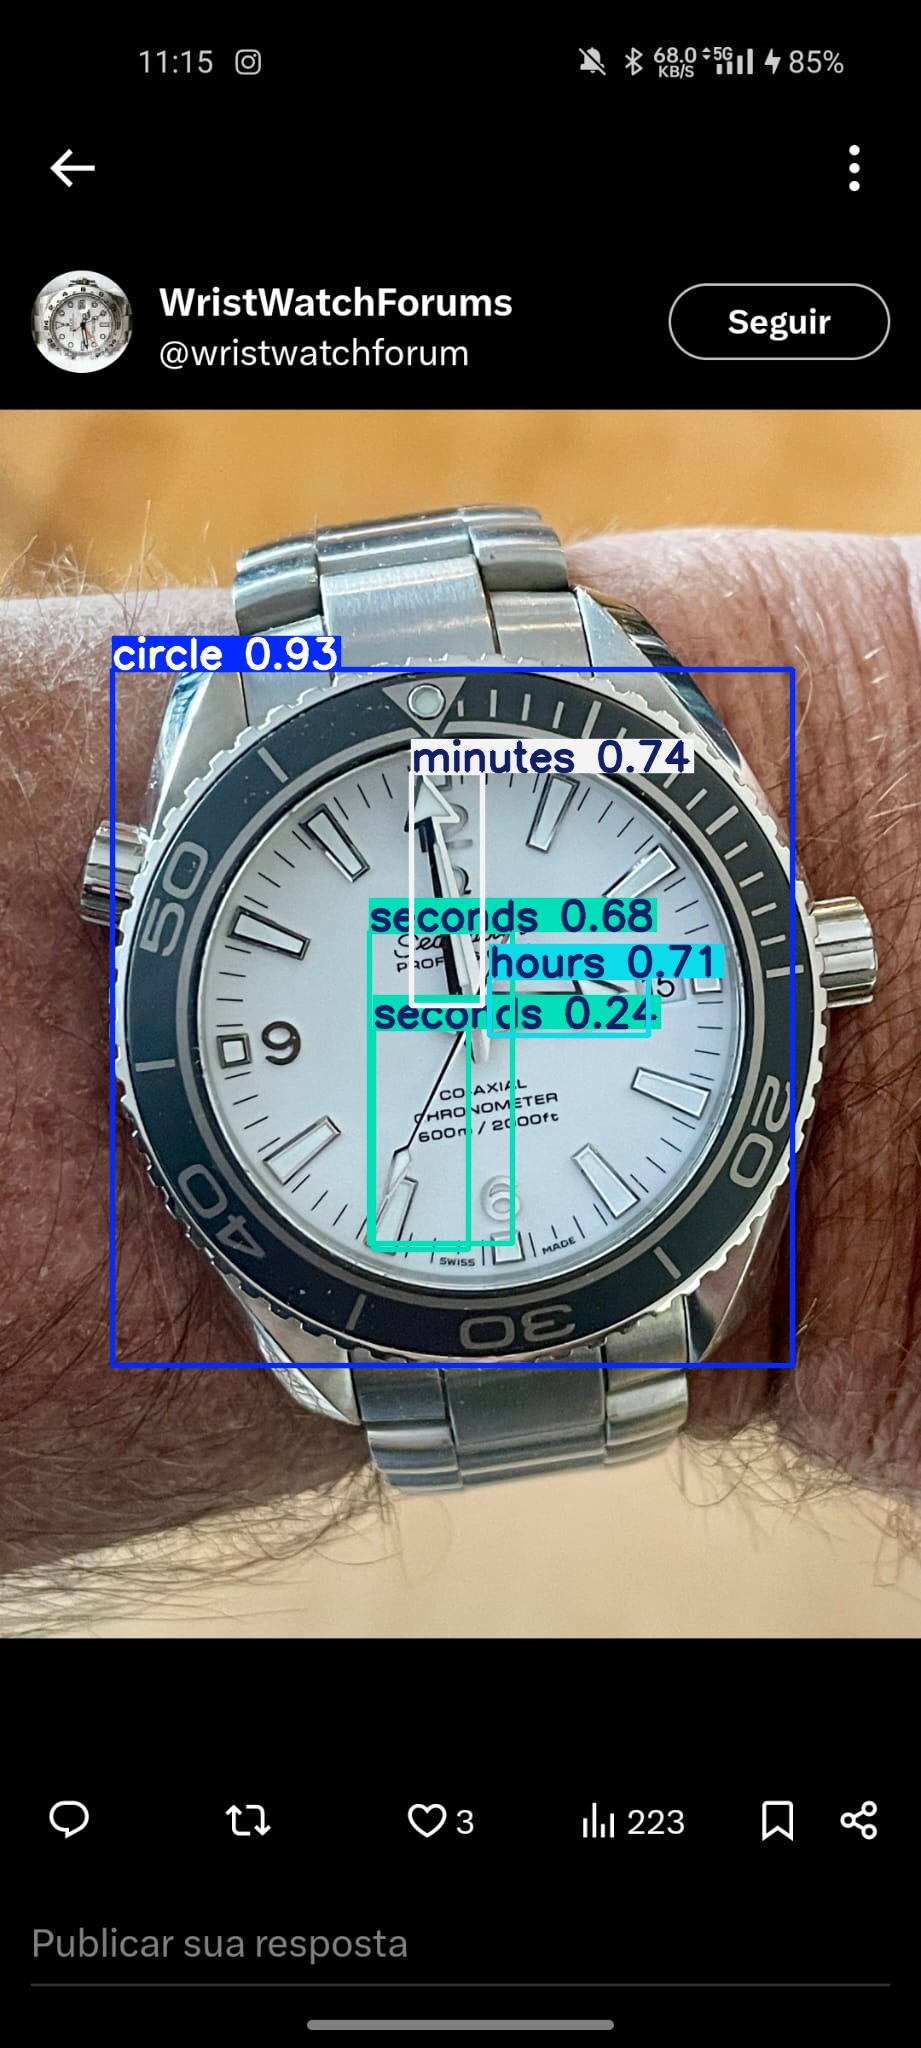 11:15
68.0 KB/S 5G 85%
WristWatchForums
@wristwatchforum
Seguir
circle 0.93
minutes 0.74
seconds 0.68
hours 0.71
seconds 0.24
50
9
15
CO-AXIAL
CHRONOMETER
600m / 2000ft
20
6
40
SWISS
MADE
30
3
223
Publicar sua resposta